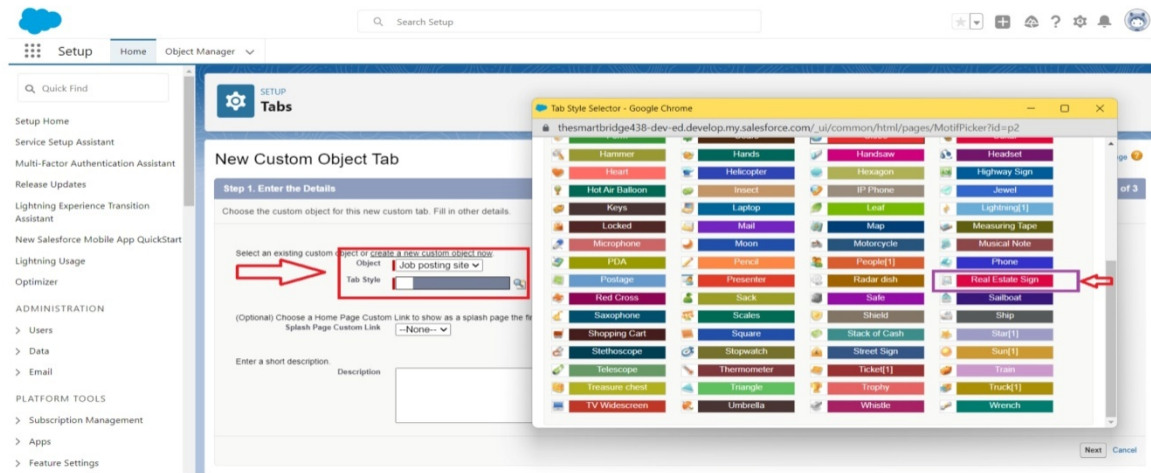 Search Setup
Setup
Home
Object Manager
Quick Find
Setup Home
Service Setup Assistant
Multi-Factor Authentication Assistant
Release Updates
Lightning Experience Transition
Assistant
New Salesforce Mobile App QuickStart
Lightning Usage
Optimizer
ADMINISTRATION
Users
Data
Email
PLATFORM TOOLS
Subscription Management
Apps
Feature Settings
SETUP
Tabs
New Custom Object Tab
Step 1. Enter the Details
of 3
Choose the custom object for this new custom tab. Fill in other details.
Select an existing custom object or create a new custom object now.
Object Job posting site
Tab Style
(Optional) Choose a Home Page Custom Link to show as a splash page the fi
Splash Page Custom Link --None--
Enter a short description.
Description
Next Cancel
Tab Style Selector - Google Chrome
thesmartbridge438-dev-ed.develop.my.salesforce.com/_ui/common/html/pages/MotifPicker?id=p2
Hammer Hands Handsaw Headset
Heart Helicopter Hexagon Highway Sign
Hot Air Balloon Insect IP Phone Jewel
Keys Laptop Leaf Lightning[1]
Locked Mail Map Measuring Tape
Microphone Moon Motorcycle Musical Note
PDA Pencil People[1] Phone
Postage Presenter Radar dish Real Estate Sign
Red Cross Sack Safe Sailboat
Saxophone Scales Shield Ship
Shopping Cart Square Stack of Cash Star[1]
Stethoscope Stopwatch Street Sign Sun[1]
Telescope Thermometer Ticket[1] Train
Treasure chest Triangle Trophy Truck[1]
TV Widescreen Umbrella Whistle Wrench